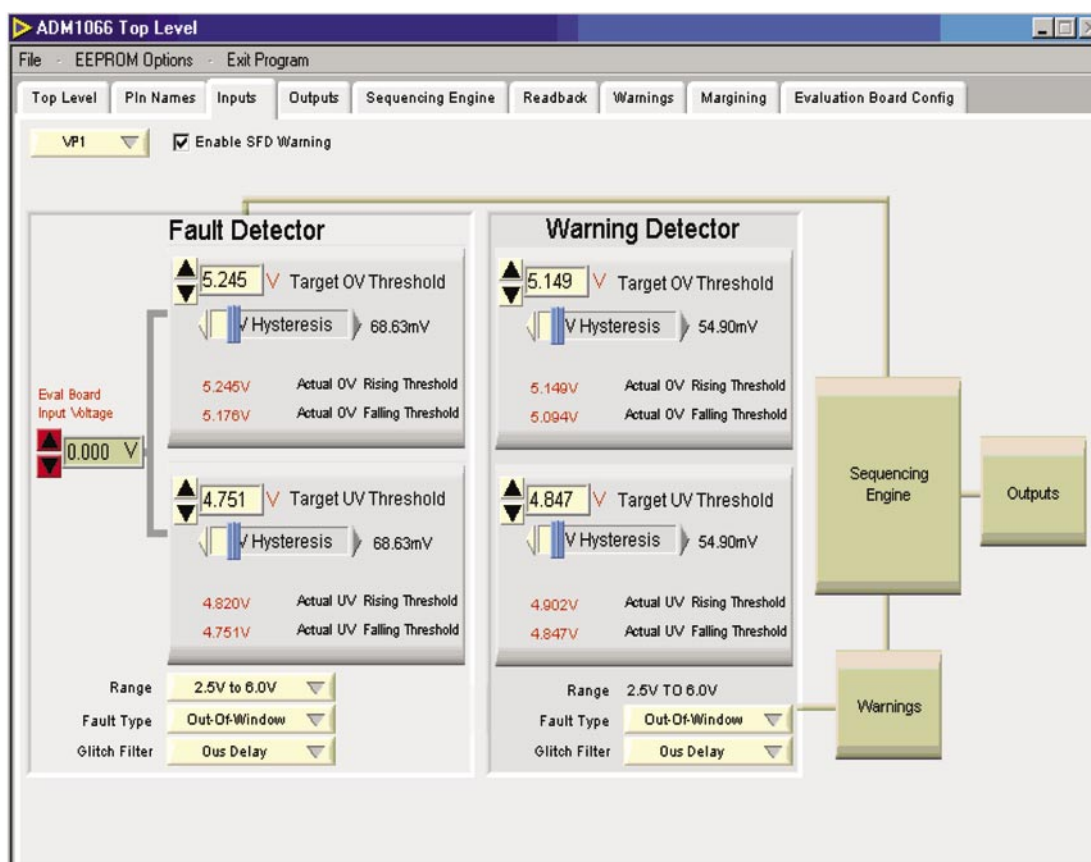 ADM1066 Top Level
File - EEPROM Options - Exit Program
Top Level Pin Names Inputs Outputs Sequencing Engine Readback Warnings Margining Evaluation Board Config
VP1 Enable SFD Warning
Fault Detector
5.245 V Target OV Threshold
V Hysteresis 68.63mV
5.245V Actual OV Rising Threshold
5.176V Actual OV Falling Threshold
Eval Board
Input Voltage
0.000 V
4.751 V Target UV Threshold
V Hysteresis 68.63mV
4.820V Actual UV Rising Threshold
4.751V Actual UV Falling Threshold
Range 2.5V to 6.0V
Fault Type Out-Of-Window
Glitch Filter 0us Delay
Warning Detector
5.149 V Target OV Threshold
V Hysteresis 54.90mV
5.149V Actual OV Rising Threshold
5.094V Actual OV Falling Threshold
4.847 V Target UV Threshold
V Hysteresis 54.90mV
4.902V Actual UV Rising Threshold
4.847V Actual UV Falling Threshold
Range 2.5V TO 6.0V
Fault Type Out-Of-Window
Glitch Filter 0us Delay
Sequencing
Engine
Outputs
Warnings